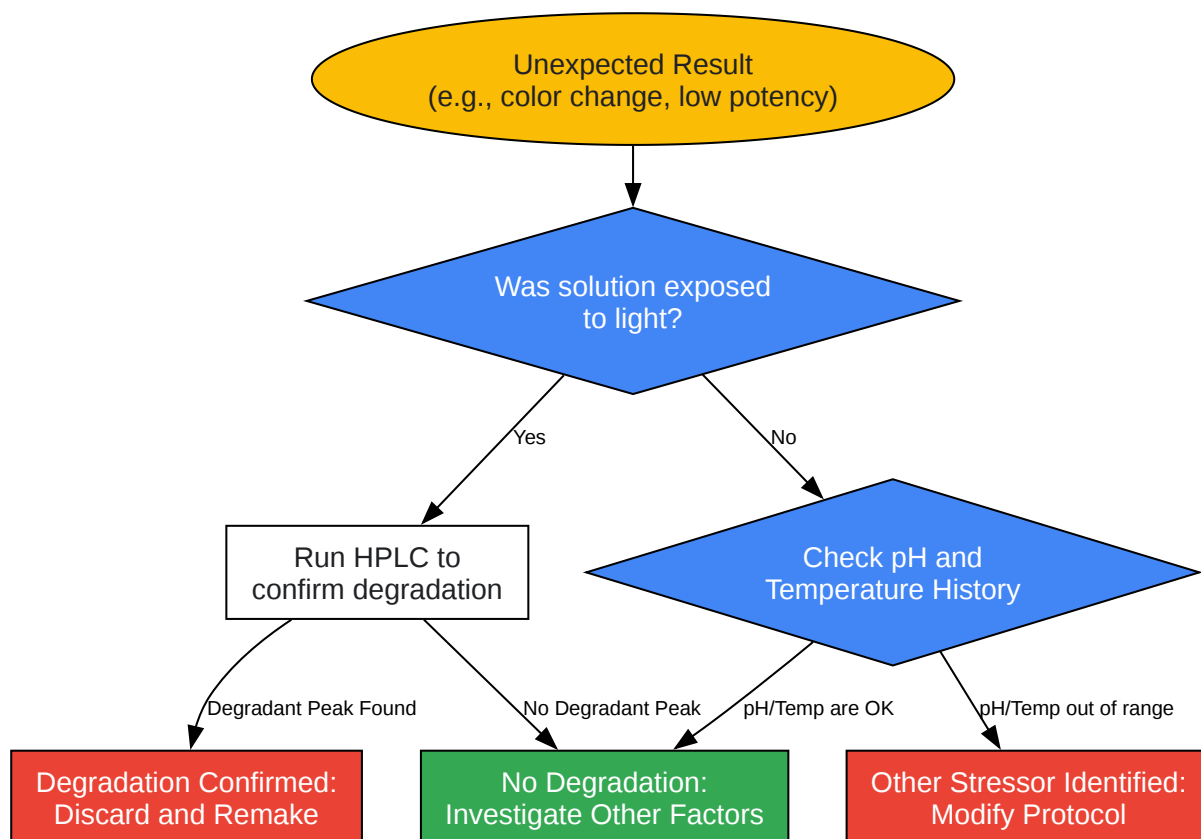 Unexpected Result
(e.g., color change, low potency)
Was solution exposed
to light?
Yes
No
Run HPLC to
confirm degradation
Check pH and
Temperature History
Degradant Peak Found
No Degradant Peak
pH/Temp are OK
pH/Temp out of range
Degradation Confirmed:
Discard and Remake
No Degradation:
Investigate Other Factors
Other Stressor Identified:
Modify Protocol